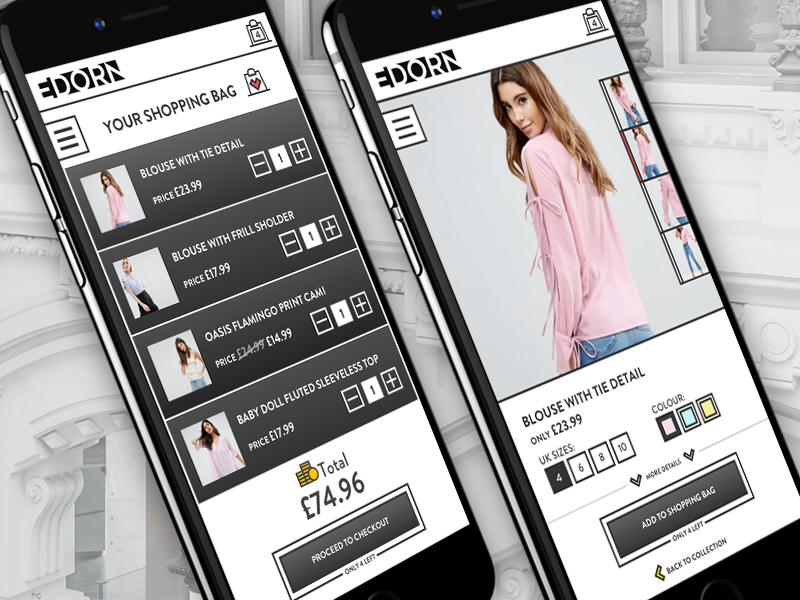 4
EDORN
YOUR SHOPPING BAG
BLOUSE WITH TIE DETAIL
PRICE £23.99
1
BLOUSE WITH FRILL SHOLDER
PRICE £17.99
1
OASIS FLAMINGO PRINT CAMI
PRICE £24.99 £14.99
1
BABY DOLL FLUTED SLEEVELESS TOP
PRICE £17.99
1
Total
£74.96
PROCEED TO CHECKOUT
ONLY 4 LEFT
4
EDORN
BLOUSE WITH TIE DETAIL
ONLY £23.99
UK SIZES:
4 6 8 10
COLOUR:
MORE DETAILS
ADD TO SHOPPING BAG
ONLY 4 LEFT
BACK TO COLLECTION